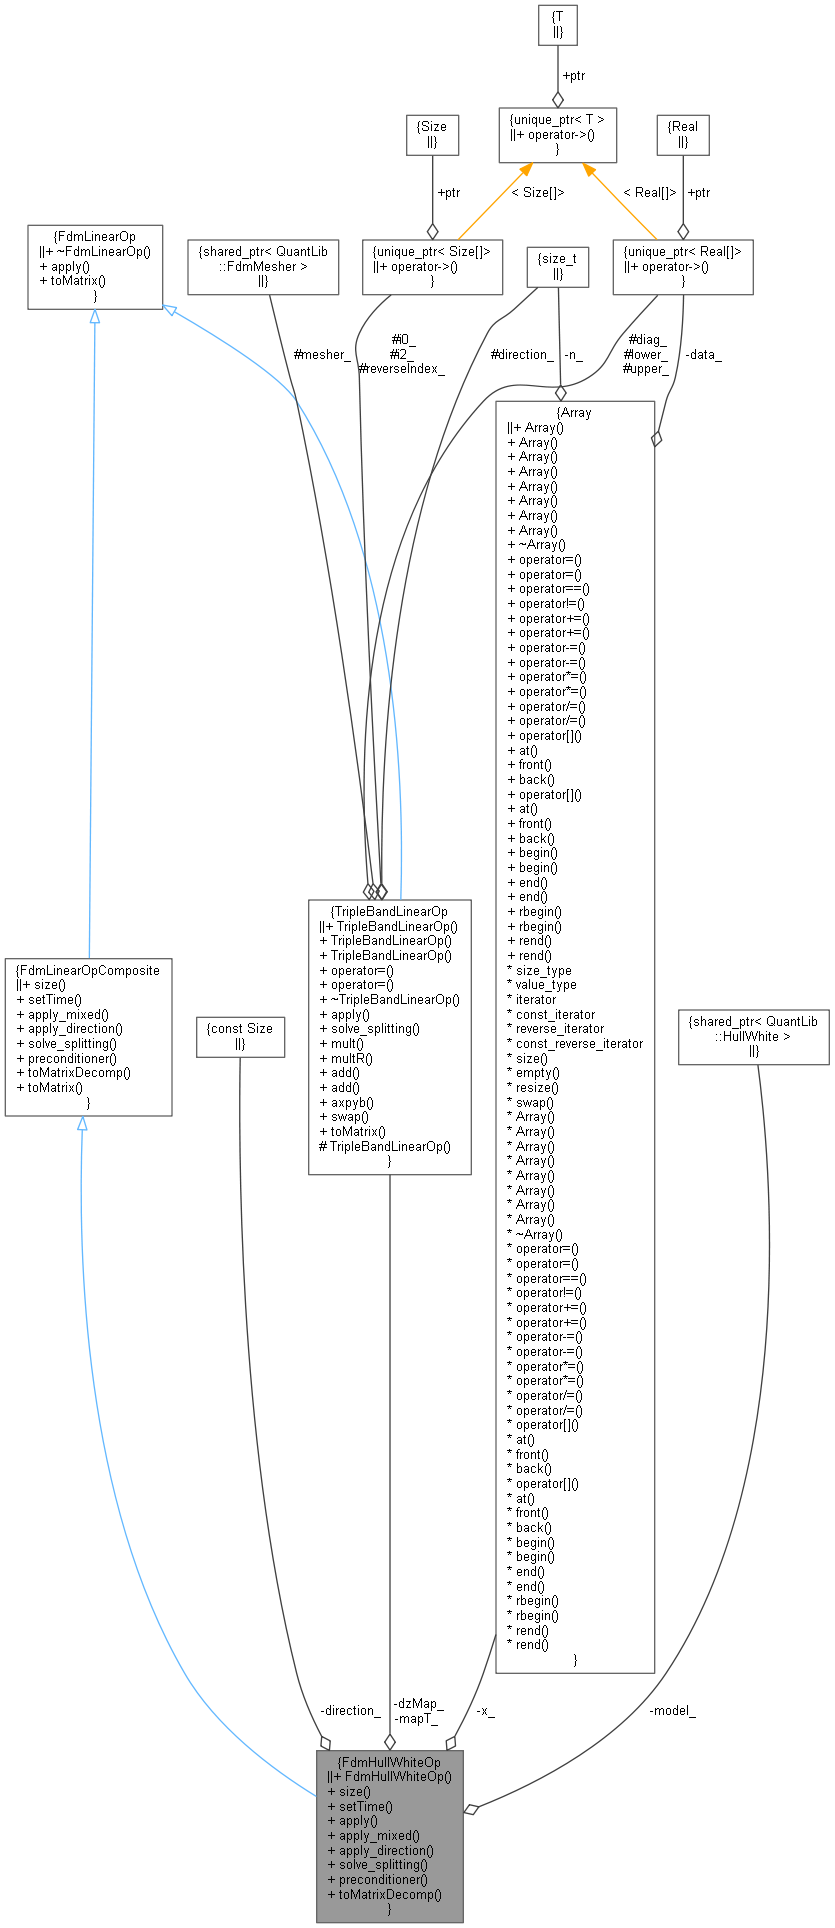 {T
||}
+ptr
{unique_ptr< T >
||+ operator->()
}
{Size
||}
+ptr
{Real
||}
+ptr
< Size[]>
< Real[]>
{FdmLinearOp
||+ ~FdmLinearOp()
+ apply()
+ toMatrix()
}
{shared_ptr< QuantLib
::FdmMesher >
||}
{unique_ptr< Size[]>
||+ operator->()
}
{size_t
||}
{unique_ptr< Real[]>
||+ operator->()
}
#mesher_
#i0_
#i2_
#reverseIndex_
#direction_
-n_
#diag_
#lower_
#upper_
-data_
{Array
||+ Array()
+ Array()
+ Array()
+ Array()
+ Array()
+ Array()
+ Array()
+ Array()
+ ~Array()
+ operator=()
+ operator=()
+ operator==()
+ operator!=()
+ operator+=()
+ operator+=()
+ operator-=()
+ operator-=()
+ operator*=()
+ operator*=()
+ operator/=()
+ operator/=()
+ operator[]()
+ at()
+ front()
+ back()
+ operator[]()
+ at()
+ front()
+ back()
+ begin()
+ begin()
+ end()
+ end()
+ rbegin()
+ rbegin()
+ rend()
+ rend()
* size_type
* value_type
* iterator
* const_iterator
* reverse_iterator
* const_reverse_iterator
* size()
* empty()
* resize()
* swap()
* Array()
* Array()
* Array()
* Array()
* Array()
* Array()
* Array()
* Array()
* ~Array()
* operator=()
* operator=()
* operator==()
* operator!=()
* operator+=()
* operator+=()
* operator-=()
* operator-=()
* operator*=()
* operator*=()
* operator/=()
* operator/=()
* operator[]()
* at()
* front()
* back()
* operator[]()
* at()
* front()
* back()
* begin()
* begin()
* end()
* end()
* rbegin()
* rbegin()
* rend()
* rend()
}
{TripleBandLinearOp
||+ TripleBandLinearOp()
+ TripleBandLinearOp()
+ TripleBandLinearOp()
+ operator=()
+ operator=()
+ ~TripleBandLinearOp()
+ apply()
+ solve_splitting()
+ mult()
+ multR()
+ add()
+ add()
+ axpyb()
+ swap()
+ toMatrix()
# TripleBandLinearOp()
}
{FdmLinearOpComposite
||+ size()
+ setTime()
+ apply_mixed()
+ apply_direction()
+ solve_splitting()
+ preconditioner()
+ toMatrixDecomp()
+ toMatrix()
}
{const Size
||}
{shared_ptr< QuantLib
::HullWhite >
||}
-direction_
-dzMap_
-mapT_
-x_
-model_
{FdmHullWhiteOp
||+ FdmHullWhiteOp()
+ size()
+ setTime()
+ apply()
+ apply_mixed()
+ apply_direction()
+ solve_splitting()
+ preconditioner()
+ toMatrixDecomp()
}